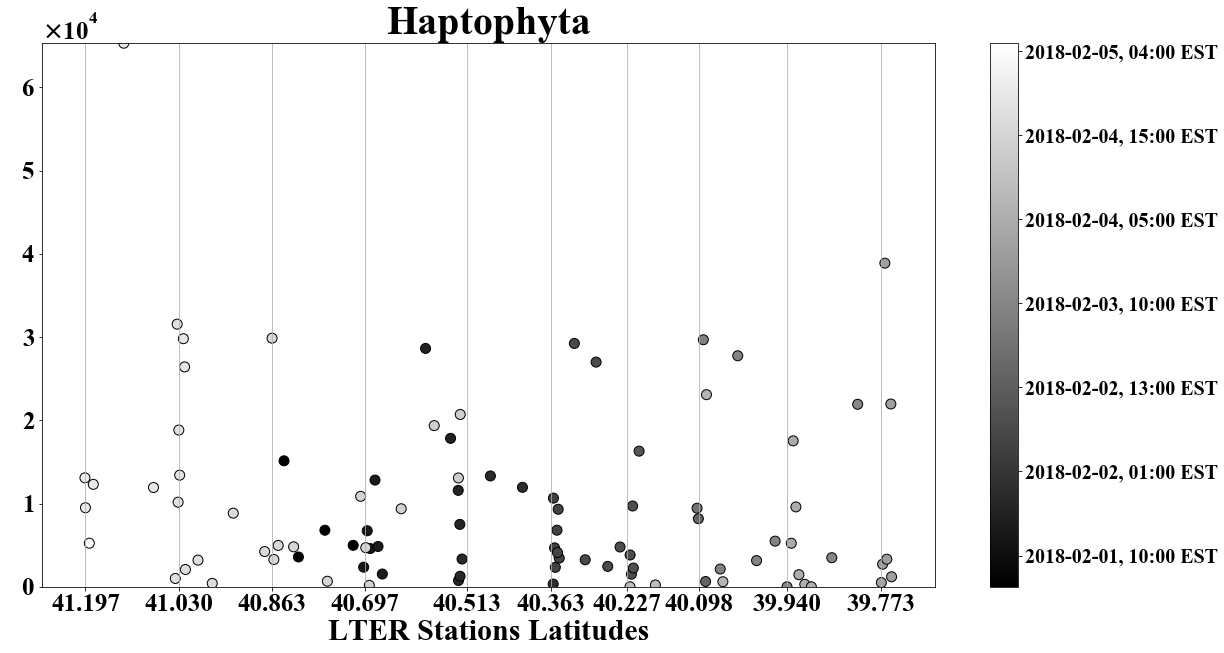 Haptophyta
×10⁴
6
5
4
3
2
1
0
41.197 41.030 40.863 40.697 40.513 40.363 40.227 40.098 39.940 39.773
LTER Stations Latitudes
2018-02-05, 04:00 EST
2018-02-04, 15:00 EST
2018-02-04, 05:00 EST
2018-02-03, 10:00 EST
2018-02-02, 13:00 EST
2018-02-02, 01:00 EST
2018-02-01, 10:00 EST